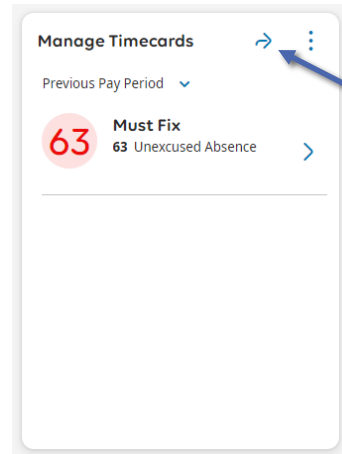 Manage Timecards
Previous Pay Period
63
Must Fix
63 Unexcused Absence